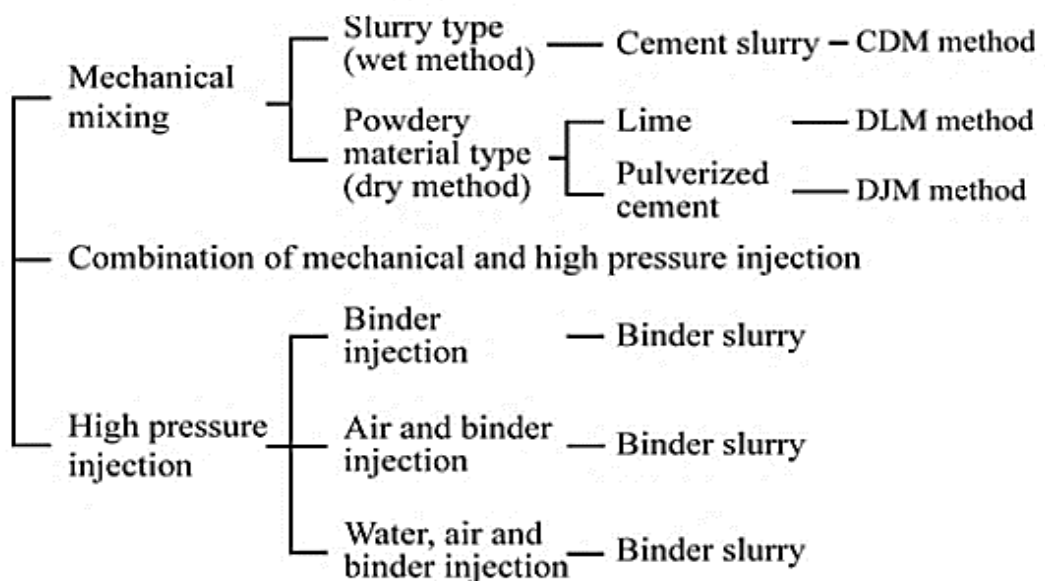 Slurry type
(wet method)
Cement slurry
CDM method
Mechanical
mixing
Powdery
material type
(dry method)
Lime
DLM method
Pulverized
cement
DJM method
Combination of mechanical and high pressure injection
Binder
injection
Binder slurry
High pressure
injection
Air and binder
injection
Binder slurry
Water, air and
binder injection
Binder slurry